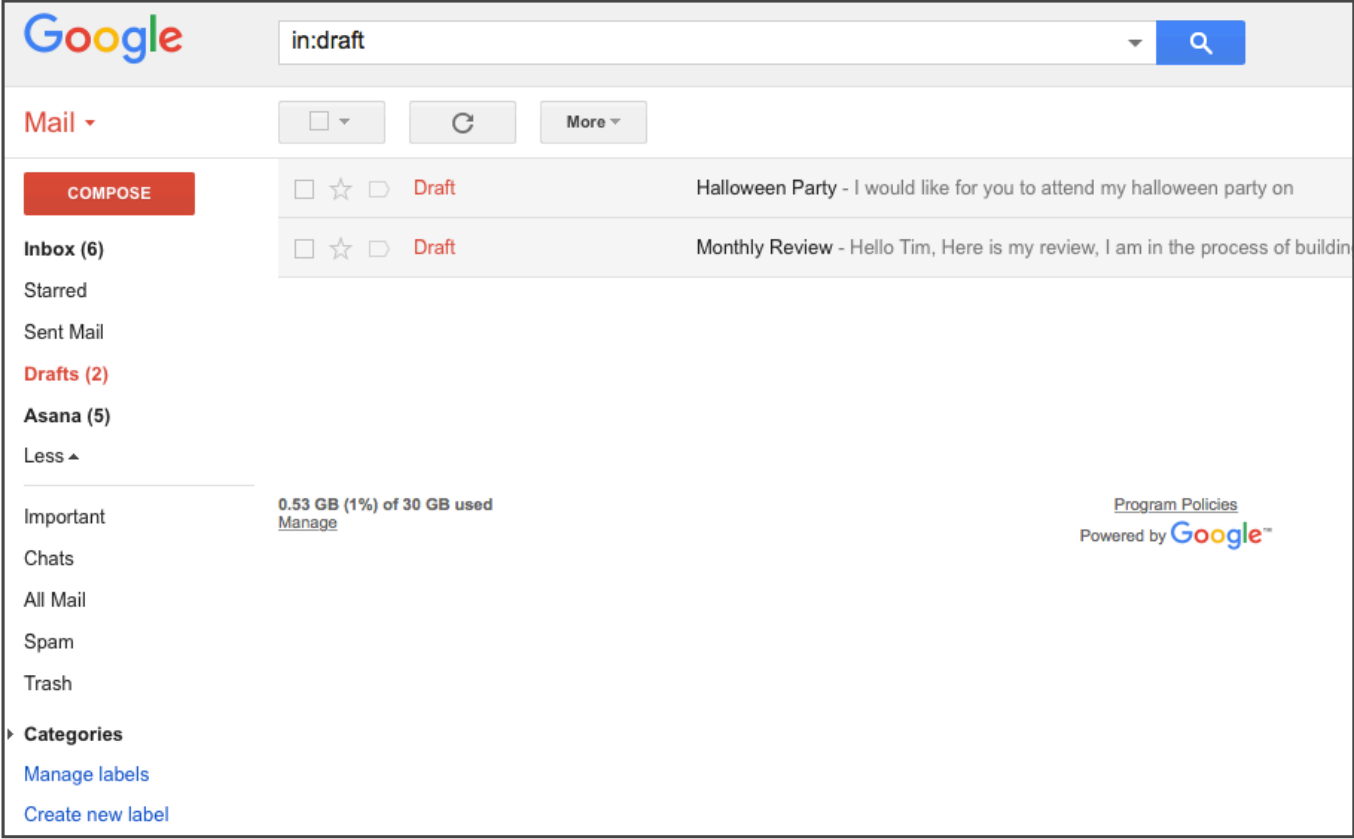 Google
in:draft
Mail
More
COMPOSE
Inbox (6)
Starred
Sent Mail
Drafts (2)
Asana (5)
Less
Important
Chats
All Mail
Spam
Trash
Categories
Manage labels
Create new label
Draft Halloween Party - I would like for you to attend my halloween party on
Draft Monthly Review - Hello Tim, Here is my review, I am in the process of buildin
0.53 GB (1%) of 30 GB used
Manage
Program Policies
Powered by Google™